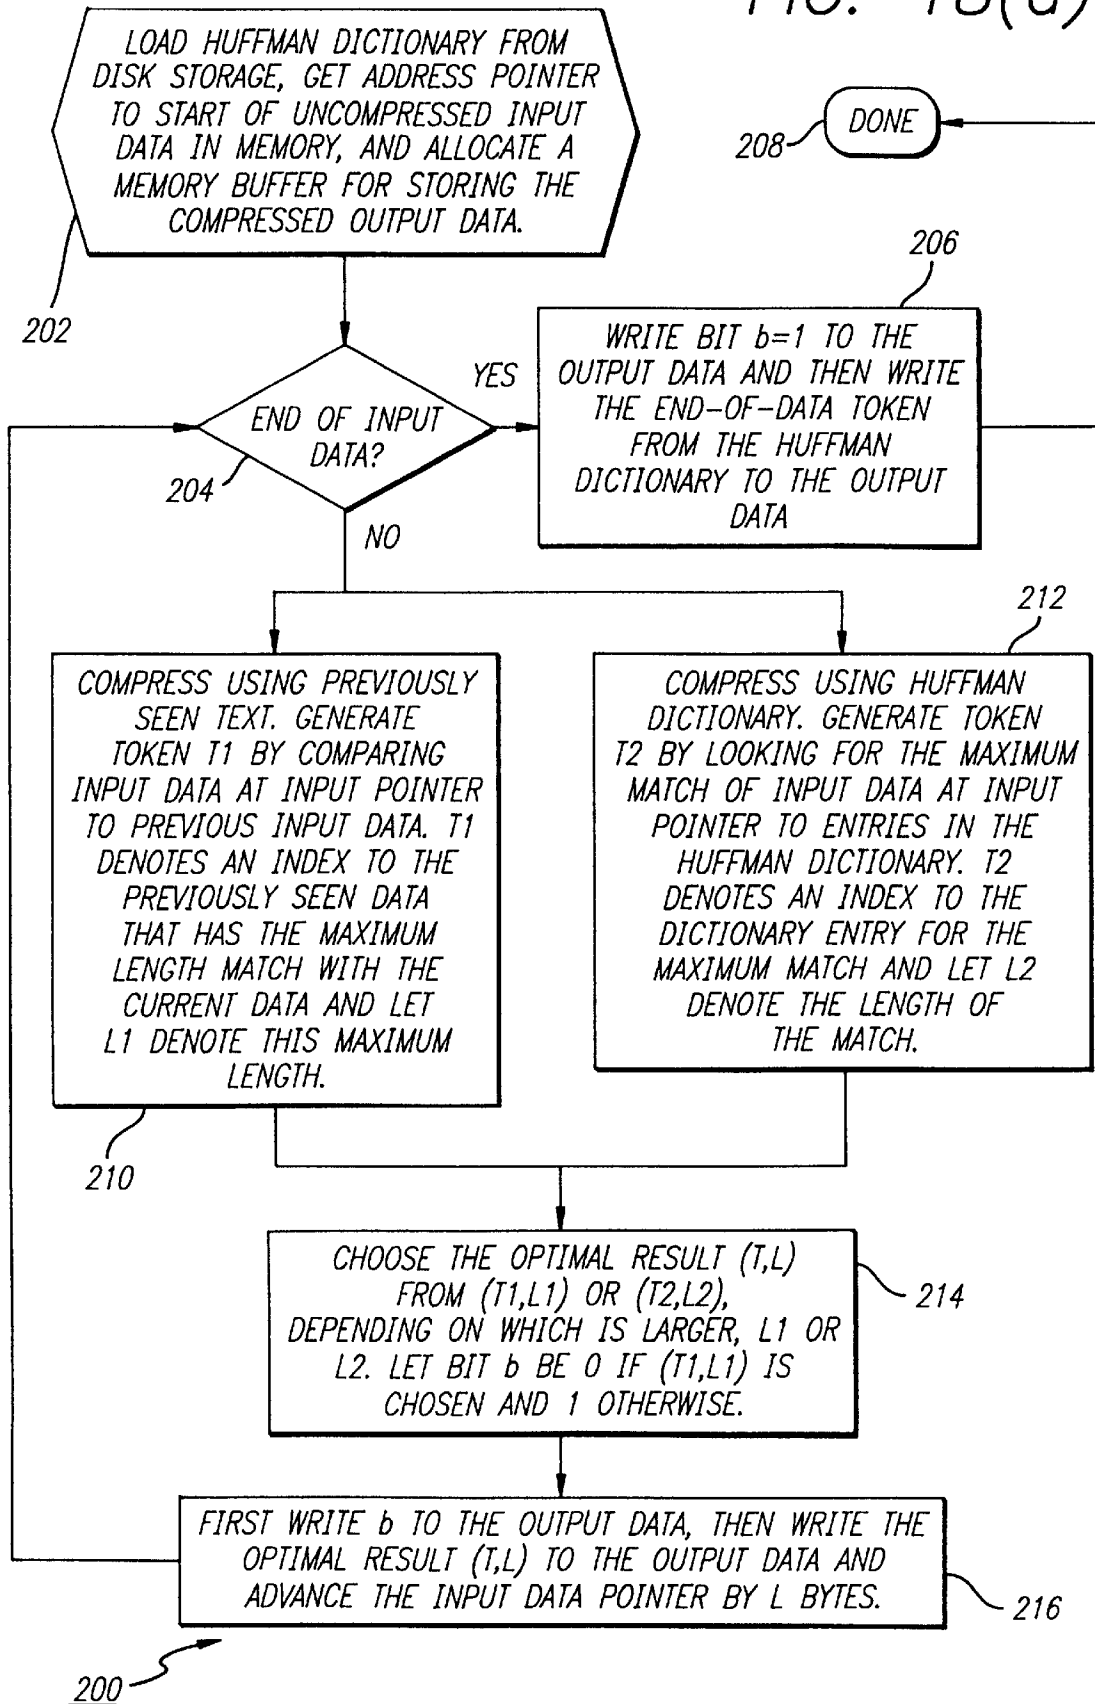 FIG. 18(a)
LOAD HUFFMAN DICTIONARY FROM
DISK STORAGE, GET ADDRESS POINTER
TO START OF UNCOMPRESSED INPUT
DATA IN MEMORY, AND ALLOCATE A
MEMORY BUFFER FOR STORING THE
COMPRESSED OUTPUT DATA.
DONE
208
202
206
END OF INPUT
DATA?
204
YES
NO
WRITE BIT b=1 TO THE
OUTPUT DATA AND THEN WRITE
THE END-OF-DATA TOKEN
FROM THE HUFFMAN
DICTIONARY TO THE OUTPUT
DATA
212
COMPRESS USING PREVIOUSLY
SEEN TEXT. GENERATE
TOKEN T1 BY COMPARING
INPUT DATA AT INPUT POINTER
TO PREVIOUS INPUT DATA. T1
DENOTES AN INDEX TO THE
PREVIOUSLY SEEN DATA
THAT HAS THE MAXIMUM
LENGTH MATCH WITH THE
CURRENT DATA AND LET
L1 DENOTE THIS MAXIMUM
LENGTH.
210
COMPRESS USING HUFFMAN
DICTIONARY. GENERATE TOKEN
T2 BY LOOKING FOR THE MAXIMUM
MATCH OF INPUT DATA AT INPUT
POINTER TO ENTRIES IN THE
HUFFMAN DICTIONARY. T2
DENOTES AN INDEX TO THE
DICTIONARY ENTRY FOR THE
MAXIMUM MATCH AND LET L2
DENOTE THE LENGTH OF
THE MATCH.
CHOOSE THE OPTIMAL RESULT (T,L)
FROM (T1,L1) OR (T2,L2),
DEPENDING ON WHICH IS LARGER, L1 OR
L2. LET BIT b BE 0 IF (T1,L1) IS
CHOSEN AND 1 OTHERWISE.
214
FIRST WRITE b TO THE OUTPUT DATA, THEN WRITE THE
OPTIMAL RESULT (T,L) TO THE OUTPUT DATA AND
ADVANCE THE INPUT DATA POINTER BY L BYTES.
216
200